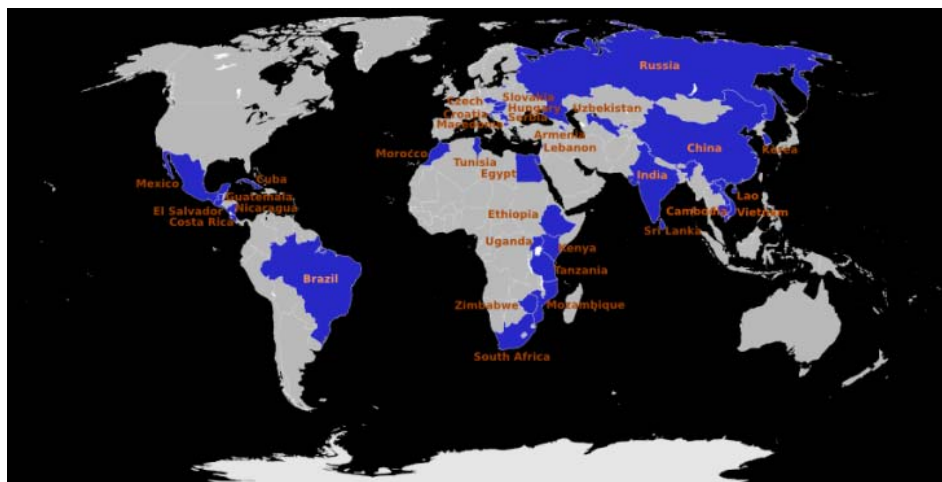 Russia
Czech
Slovakia
Croatia
Hungary
Uzbekistan
Serbia
Macedonia
Armenia
Lebanon
China
Korea
Morocco
Tunisia
Egypt
India
Mexico
Cuba
Guatemala
El Salvador
Nicaragua
Costa Rica
Lao
Cambodia
Vietnam
Sri Lanka
Ethiopia
Uganda
Kenya
Tanzania
Brazil
Zimbabwe
Mozambique
South Africa